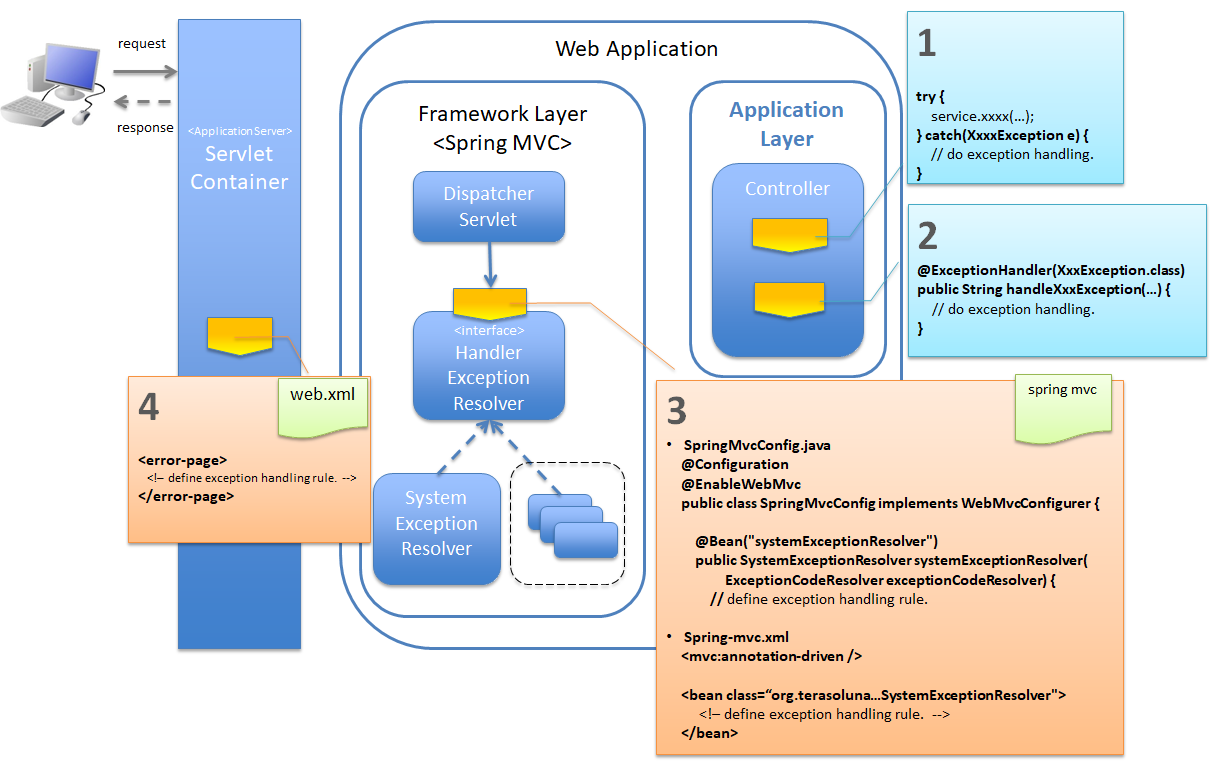 request
response
<Application Server>
Servlet
Container
Web Application
Framework Layer
<Spring MVC>
Dispatcher
Servlet
<interface>
Handler
Exception
Resolver
System
Exception
Resolver
Application
Layer
Controller
1
try {
service.xxxx(...);
} catch(XxxxException e) {
// do exception handling.
}
2
@ExceptionHandler(XxxException.class)
public String handleXxxException(...) {
// do exception handling.
}
3
spring mvc
• SpringMvcConfig.java
@Configuration
@EnableWebMvc
public class SpringMvcConfig implements WebMvcConfigurer {
@Bean("systemExceptionResolver")
public SystemExceptionResolver systemExceptionResolver(
ExceptionCodeResolver exceptionCodeResolver) {
// define exception handling rule.
• Spring-mvc.xml
<mvc:annotation-driven />
<bean class=“org.terasoluna...SystemExceptionResolver">
<!– define exception handling rule. -->
</bean>
4
web.xml
<error-page>
<!– define exception handling rule. -->
</error-page>